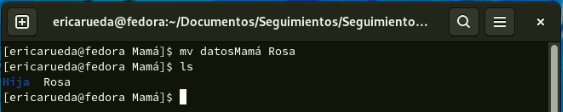 ericarueda@fedora:~/Documentos/Seguimientos/Seguimiento...
[ericarueda@fedora Mamá]$ mv datosMamá Rosa
[ericarueda@fedora Mamá]$ ls
Hija  Rosa
[ericarueda@fedora Mamá]$